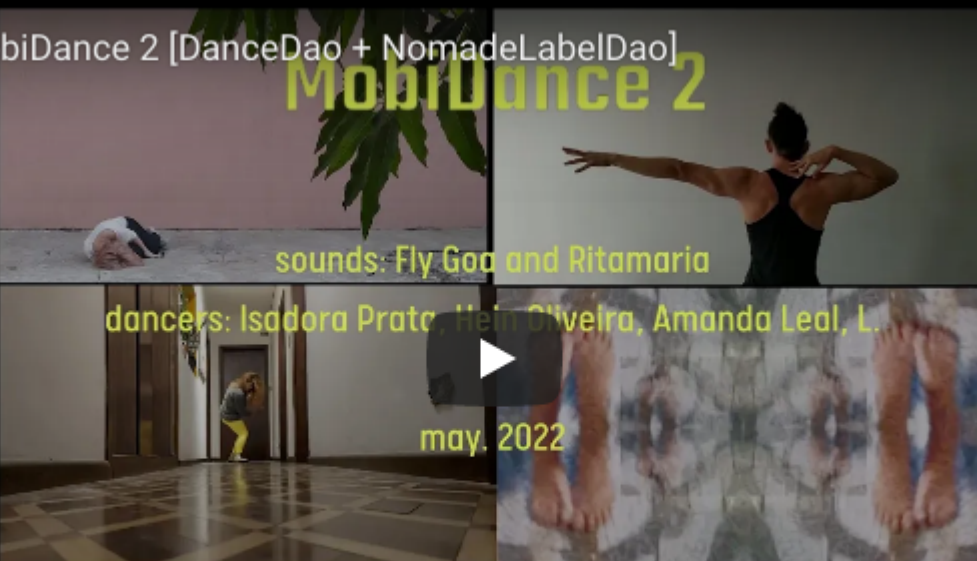 biDance 2 [DanceDao + NomadeLabelDao]
MobiDance 2
sounds: Fly Goa and Ritamaria
dancers: Isadora Prata, Hein Oliveira, Amanda Leal, L.
may. 2022